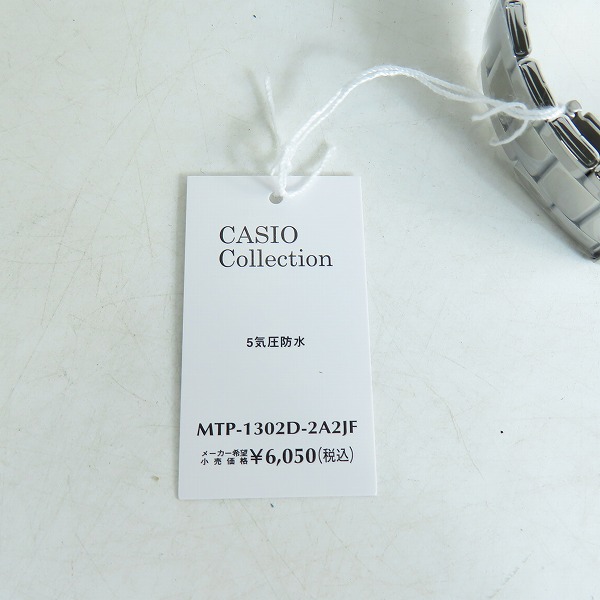 CASIO
Collection
5気圧防水
MTP-1302D-2A2JF
メーカー希望
小売価格 ¥6,050(税込)